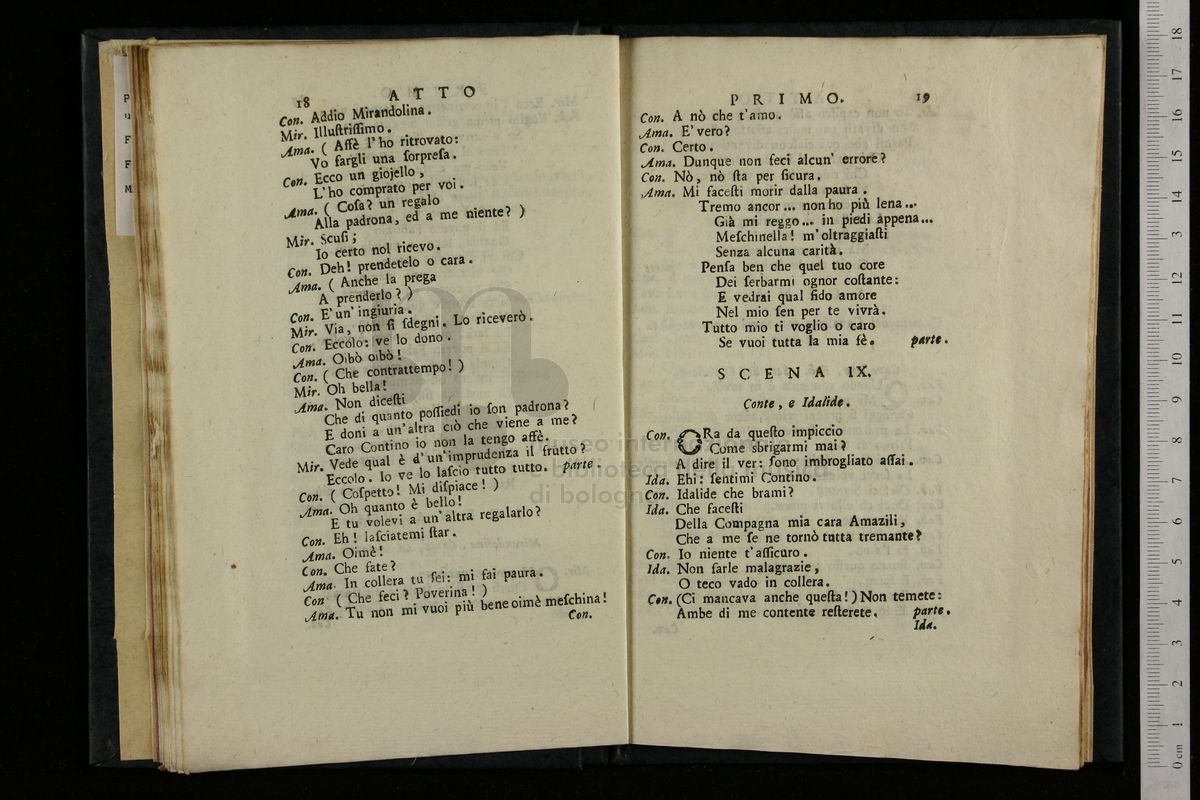 18 ATTO
Con. Addio Mirandolina.
Mir. Illuſtriſſimo.
Ama. ( Affè l'ho ritrovato:
Vo fargli una ſorpreſa.
Con. Ecco un giojello,
L'ho comprato per voi.
Ama. ( Coſa? un regalo
Alla padrona, ed a me niente? )
Mir. Scuſi;
Io certo nol ricevo.
Con. Deh! prendetelo o cara.
Ama. ( Anche la prega
A prenderlo? )
Con. E' un' ingiuria.
Mir. Via, non ſi ſdegni. Lo riceverò.
Con. Eccolo: ve lo dono.
Ama. Oibò oibò!
Con. ( Che contrattempo! )
Mir. Oh bella!
Ama. Non diceſti
Che di quanto poſſiedi io ſon padrona?
E doni a un'altra ciò che viene a me?
Caro Contino io non la tengo affè.
Mir. Vede qual è d'un'imprudenza il frutto?
Eccolo. Io ve lo laſcio tutto tutto. parte.
Con. ( Coſpetto! Mi diſpiace! )
Ama. Oh quanto è bello!
E tu volevi a un'altra regalarlo?
Con. Eh! laſciatemi ſtar.
Ama. Oimè!
Con. Che fate?
Ama. In collera tu ſei: mi fai paura.
Con ( Che feci? Poverina! )
Ama. Tu non mi vuoi più bene oimè meſchina!
Con.
PRIMO. 19
Con. A nò che t'amo.
Ama. E' vero?
Con. Certo.
Ama. Dunque non feci alcun' errore?
Con. Nò, nò ſta per ſicura.
Ama. Mi faceſti morir dalla paura.
Tremo ancor... non ho più lena...
Già mi reggo... in piedi appena...
Meſchinella! m'oltraggiaſti
Senza alcuna carità.
Penſa ben che quel tuo core
Dei ſerbarmi ognor coſtante:
E vedrai qual fido amore
Nel mio ſen per te vivrà.
Tutto mio ti voglio o caro
Se vuoi tutta la mia fè. parte.
SCENA IX.
Conte, e Idalide.
Con. ORa da queſto impiccio
Come sbrigarmi mai?
A dire il ver: ſono imbrogliato aſſai.
Ida. Ehi: ſentimi Contino.
Con. Idalide che brami?
Ida. Che faceſti
Della Compagna mia cara Amazili,
Che a me ſe ne tornò tutta tremante?
Con. Io niente t'aſſicuro.
Ida. Non farle malagrazie,
O teco vado in collera.
Con. (Ci mancava anche queſta!) Non temete:
Ambe di me contente reſterete. parte.
Ida.